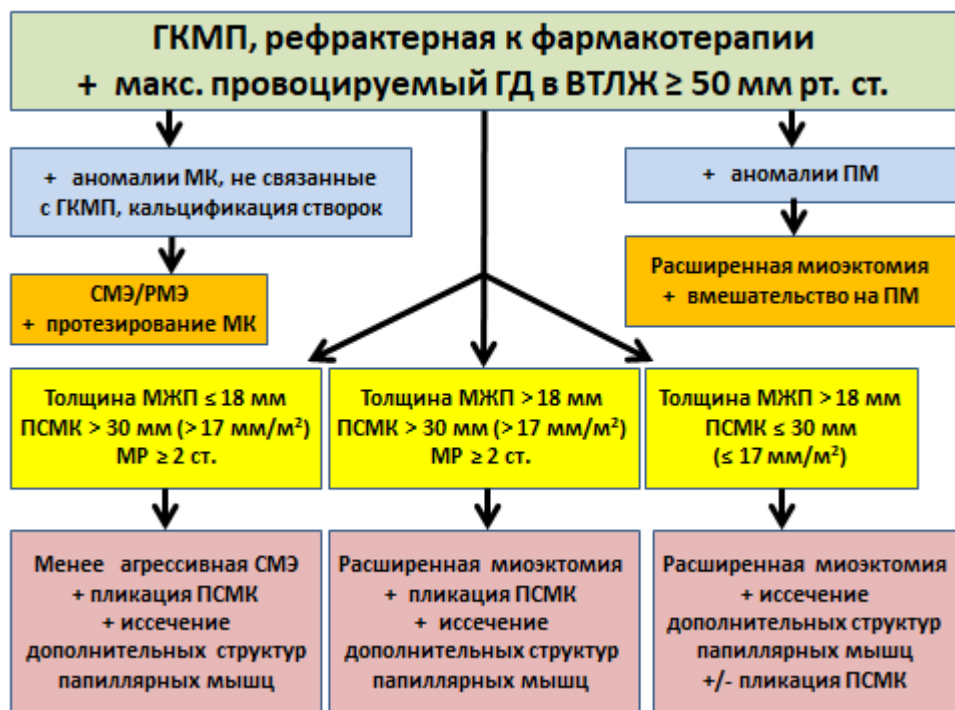 ГКМП, рефрактерная к фармакотерапии
+ макс. провоцируемый ГД в ВТЛЖ ≥ 50 мм рт. ст.
+ аномалии МК, не связанные
с ГКМП, кальцификация створок
+ аномалии ПМ
СМЭ/РМЭ
+ протезирование МК
Расширенная миоэктомия
+ вмешательство на ПМ
Толщина МЖП ≤ 18 мм
ПСМК > 30 мм (> 17 мм/м²)
МР ≥ 2 ст.
Толщина МЖП > 18 мм
ПСМК > 30 мм (> 17 мм/м²)
МР ≥ 2 ст.
Толщина МЖП > 18 мм
ПСМК ≤ 30 мм
(≤ 17 мм/м²)
Менее агрессивная СМЭ
+ пликация ПСМК
+ иссечение
дополнительных структур
папиллярных мышц
Расширенная миоэктомия
+ пликация ПСМК
+ иссечение
дополнительных структур
папиллярных мышц
Расширенная миоэктомия
+ иссечение
дополнительных структур
папиллярных мышц
+/- пликация ПСМК